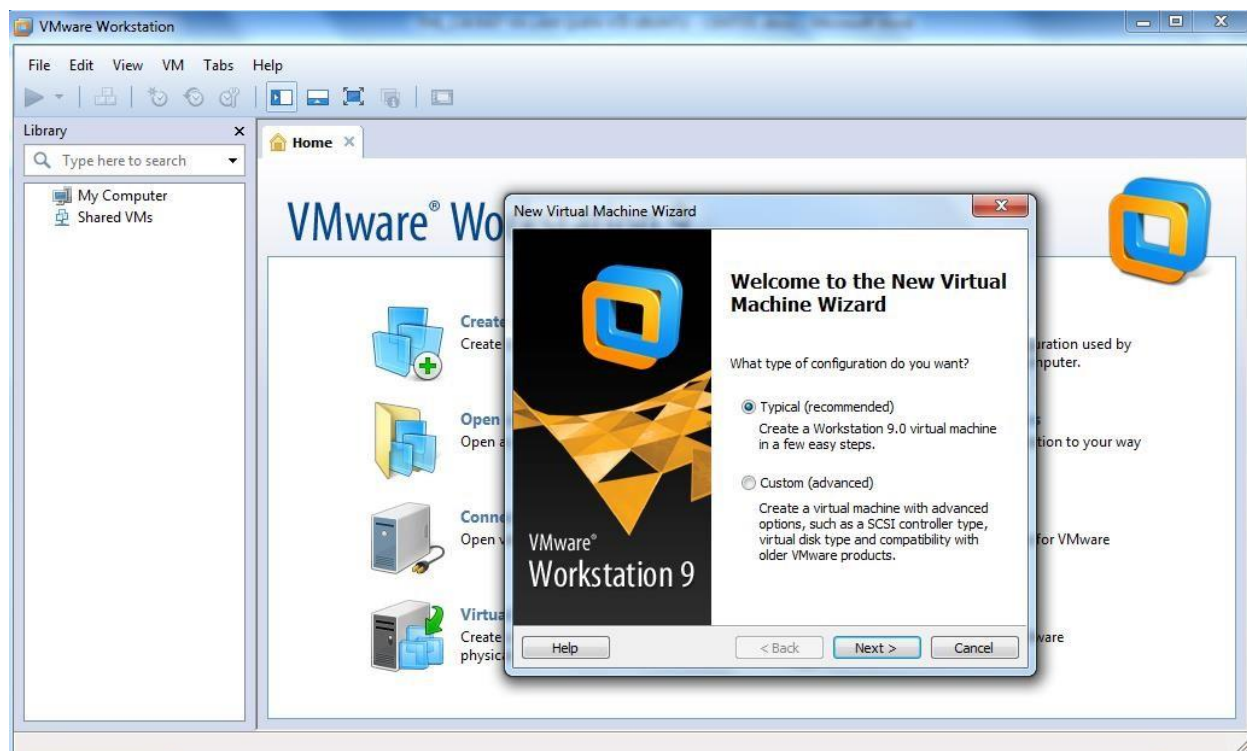 VMware Workstation
File Edit View VM Tabs Help
Library
Type here to search
My Computer
Shared VMs
Home
VMware® Wo
Create
Create
Open
Open a
Conne
Open v
Virtua
Create
physica
New Virtual Machine Wizard
VMware®
Workstation 9
Welcome to the New Virtual
Machine Wizard
What type of configuration do you want?
Typical (recommended)
Create a Workstation 9.0 virtual machine
in a few easy steps.
Custom (advanced)
Create a virtual machine with advanced
options, such as a SCSI controller type,
virtual disk type and compatibility with
older VMware products.
Help < Back Next > Cancel
uration used by
mputer.
s
tion to your way
for VMware
ware